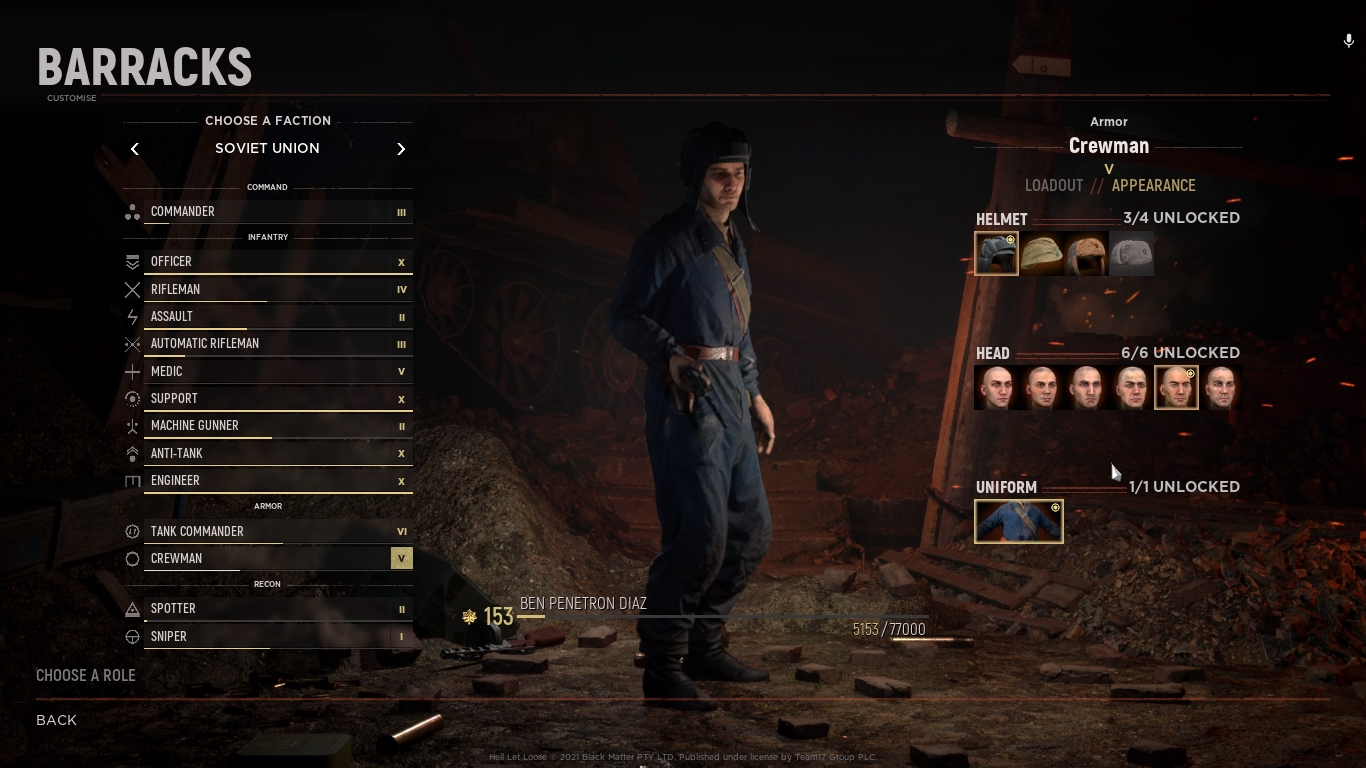 BARRACKS
CUSTOMISE
CHOOSE A FACTION
SOVIET UNION
COMMAND
COMMANDER III
INFANTRY
OFFICER X
RIFLEMAN IV
ASSAULT II
AUTOMATIC RIFLEMAN III
MEDIC V
SUPPORT X
MACHINE GUNNER II
ANTI-TANK X
ENGINEER X
ARMOR
TANK COMMANDER VI
CREWMAN V
RECON
SPOTTER II
SNIPER I
CHOOSE A ROLE
BACK
153 BEN PENETRON DIAZ
5153/77000
Armor
Crewman
V
LOADOUT // APPEARANCE
HELMET 3/4 UNLOCKED
HEAD 6/6 UNLOCKED
UNIFORM 1/1 UNLOCKED
Hell Let Loose © 2021 Black Matter PTY LTD. Published under license by Team17 Group PLC.